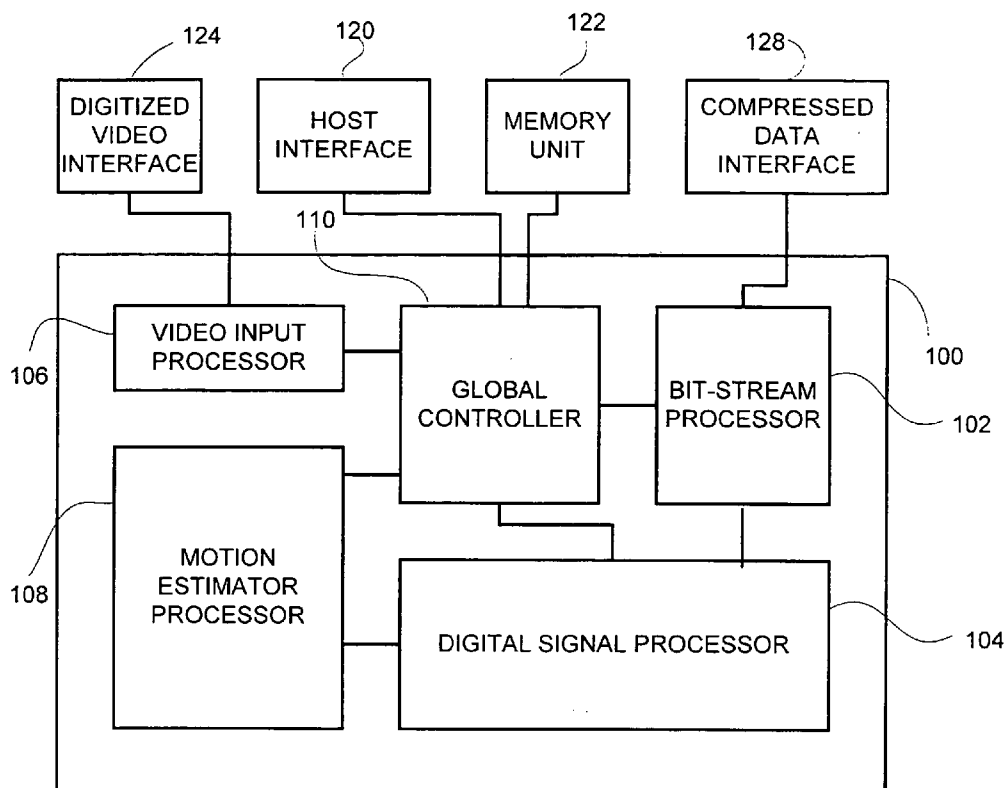 124
120
122
128
DIGITIZED
VIDEO
INTERFACE
HOST
INTERFACE
MEMORY
UNIT
COMPRESSED
DATA
INTERFACE
110
VIDEO INPUT
PROCESSOR
106
GLOBAL
CONTROLLER
BIT-STREAM
PROCESSOR
100
102
MOTION
ESTIMATOR
PROCESSOR
108
DIGITAL SIGNAL PROCESSOR
104